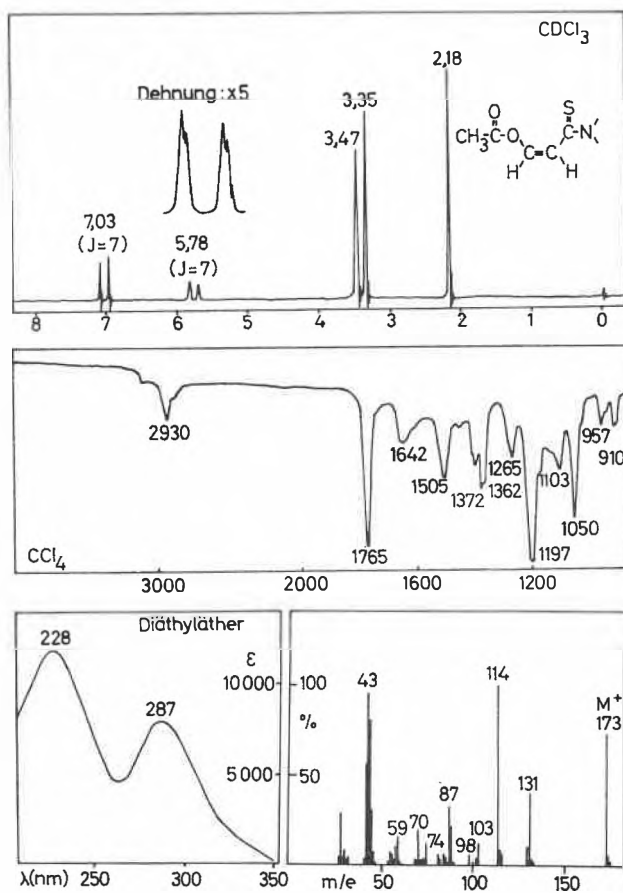 CDCl3
2,18
Dehnung : x5
3,35
3,47
S
O
CH3C O C N
C=C
H H
7,03
(J=7)
5,78
(J=7)
8 7 6 5 4 3 2 1 0
2930
1642
1505
1372
1362
1265
1103
957
910
1050
1765
1197
CCl4
3000 2000 1600 1200
Diäthyläther
228
287
ε
10000
5000
λ(nm) 250 300 350
100
%
50
43
114
M+
173
131
87
59
70
74
98
103
m/e 50 100 150